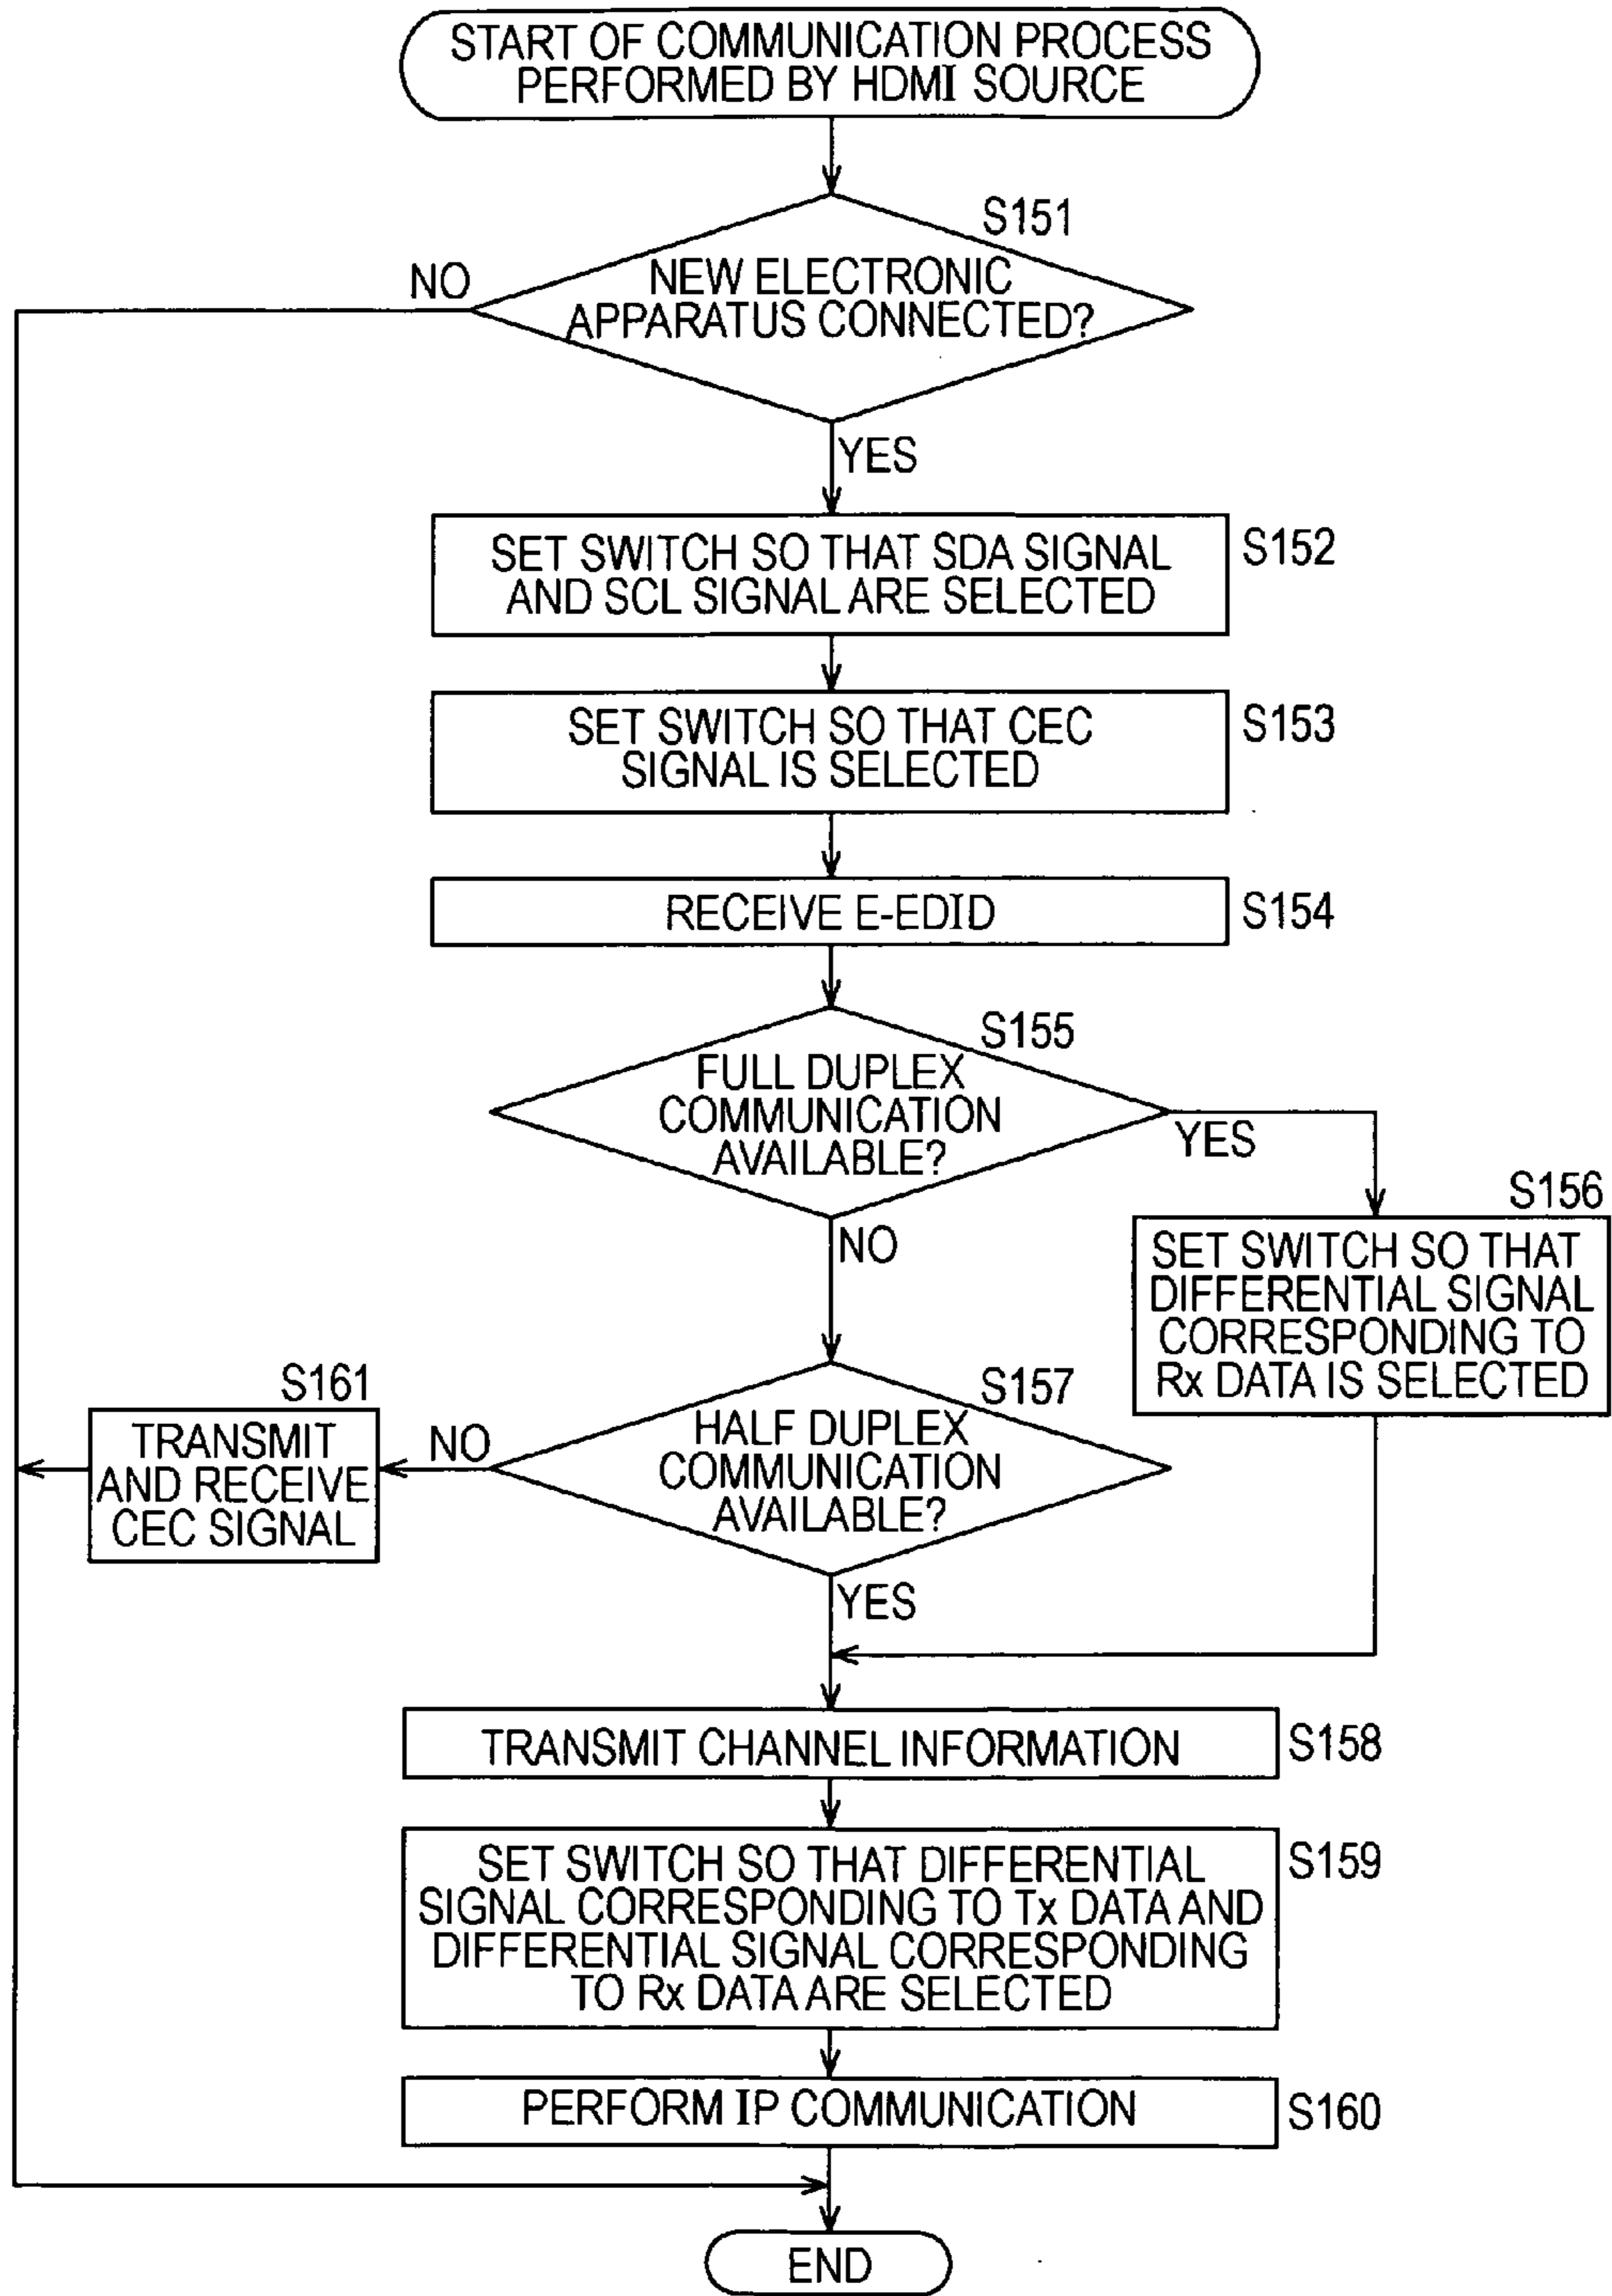 START OF COMMUNICATION PROCESS
PERFORMED BY HDMI SOURCE
S151
NO
NEW ELECTRONIC
APPARATUS CONNECTED?
YES
SET SWITCH SO THAT SDA SIGNAL
AND SCL SIGNAL ARE SELECTED
S152
SET SWITCH SO THAT CEC
SIGNAL IS SELECTED
S153
RECEIVE E-EDID
S154
S155
FULL DUPLEX
COMMUNICATION
AVAILABLE?
YES
NO
S156
SET SWITCH SO THAT
DIFFERENTIAL SIGNAL
CORRESPONDING TO
Rx DATA IS SELECTED
S157
HALF DUPLEX
COMMUNICATION
AVAILABLE?
NO
S161
TRANSMIT
AND RECEIVE
CEC SIGNAL
YES
TRANSMIT CHANNEL INFORMATION
S158
SET SWITCH SO THAT DIFFERENTIAL
SIGNAL CORRESPONDING TO Tx DATA AND
DIFFERENTIAL SIGNAL CORRESPONDING
TO Rx DATA ARE SELECTED
S159
PERFORM IP COMMUNICATION
S160
END